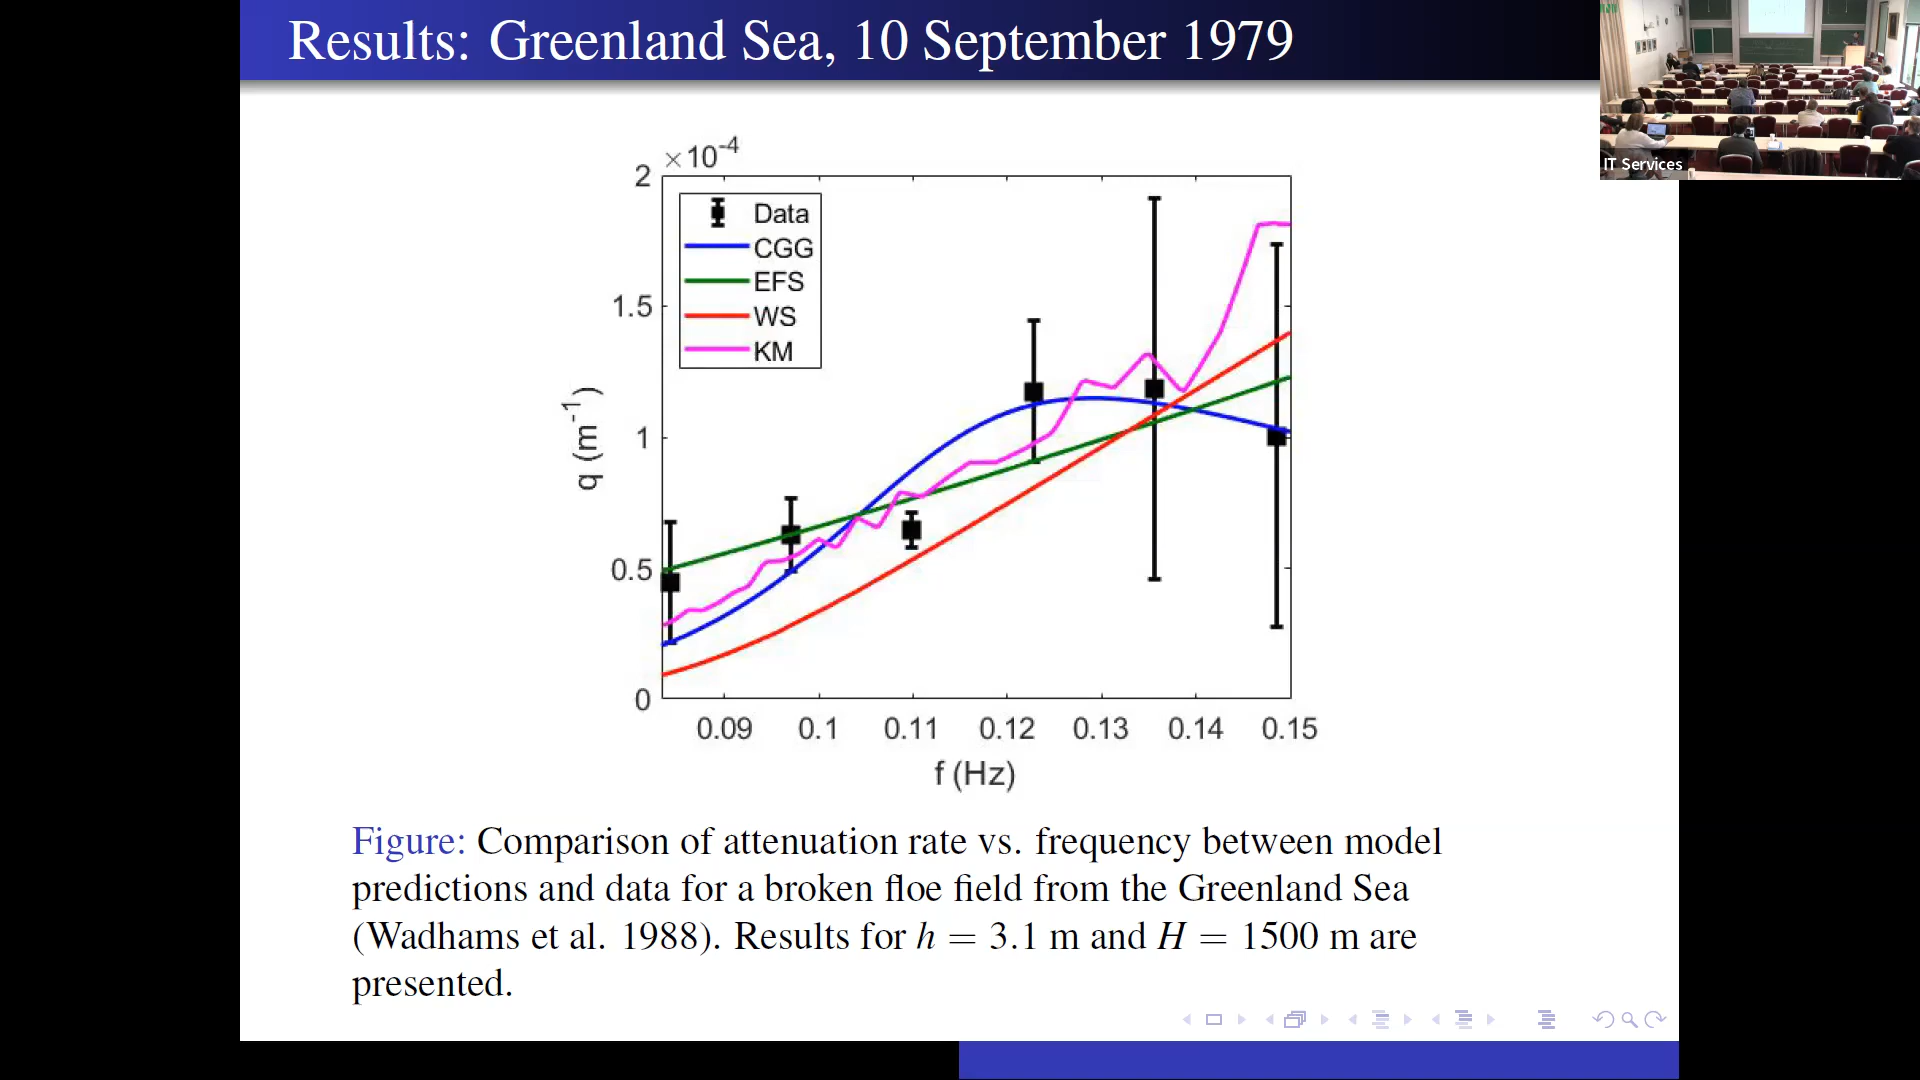 Results: Greenland Sea, 10 September 1979
IT Services
×10-4
2
1.5
1
0.5
0
q (m-1)
Data
CGG
EFS
WS
KM
0.09 0.1 0.11 0.12 0.13 0.14 0.15
f (Hz)
Figure: Comparison of attenuation rate vs. frequency between model
predictions and data for a broken floe field from the Greenland Sea
(Wadhams et al. 1988). Results for h = 3.1 m and H = 1500 m are
presented.